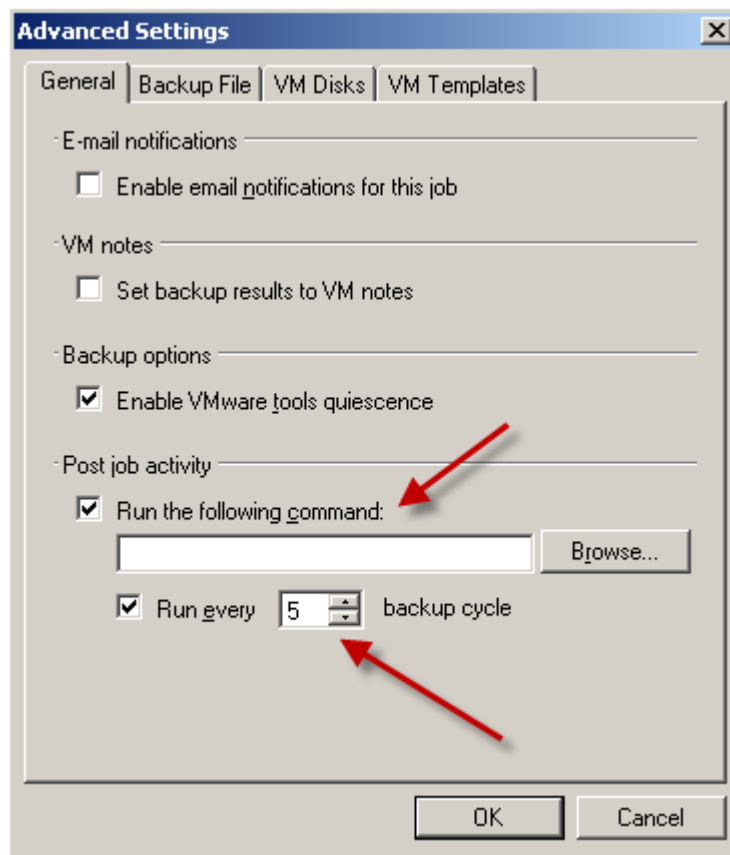 Advanced Settings
General Backup File VM Disks VM Templates
E-mail notifications
Enable email notifications for this job
VM notes
Set backup results to VM notes
Backup options
Enable VMware tools quiescence
Post job activity
Run the following command:
Browse...
Run every 5 backup cycle
OK Cancel